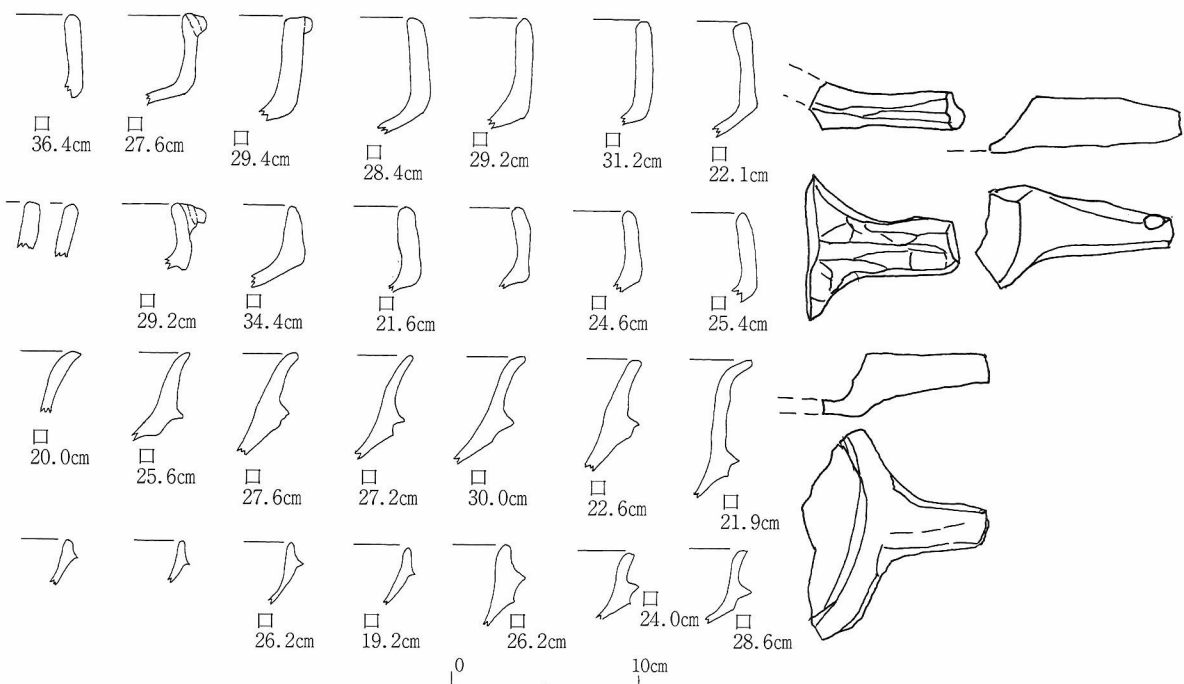 口
36.4cm
口
27.6cm
口
29.4cm
口
28.4cm
口
29.2cm
口
31.2cm
口
22.1cm
口
29.2cm
口
34.4cm
口
21.6cm
口
24.6cm
口
25.4cm
口
20.0cm
口
25.6cm
口
27.6cm
口
27.2cm
口
30.0cm
口
22.6cm
口
21.9cm
口
26.2cm
口
19.2cm
口
26.2cm
口
24.0cm
口
28.6cm
0 10cm